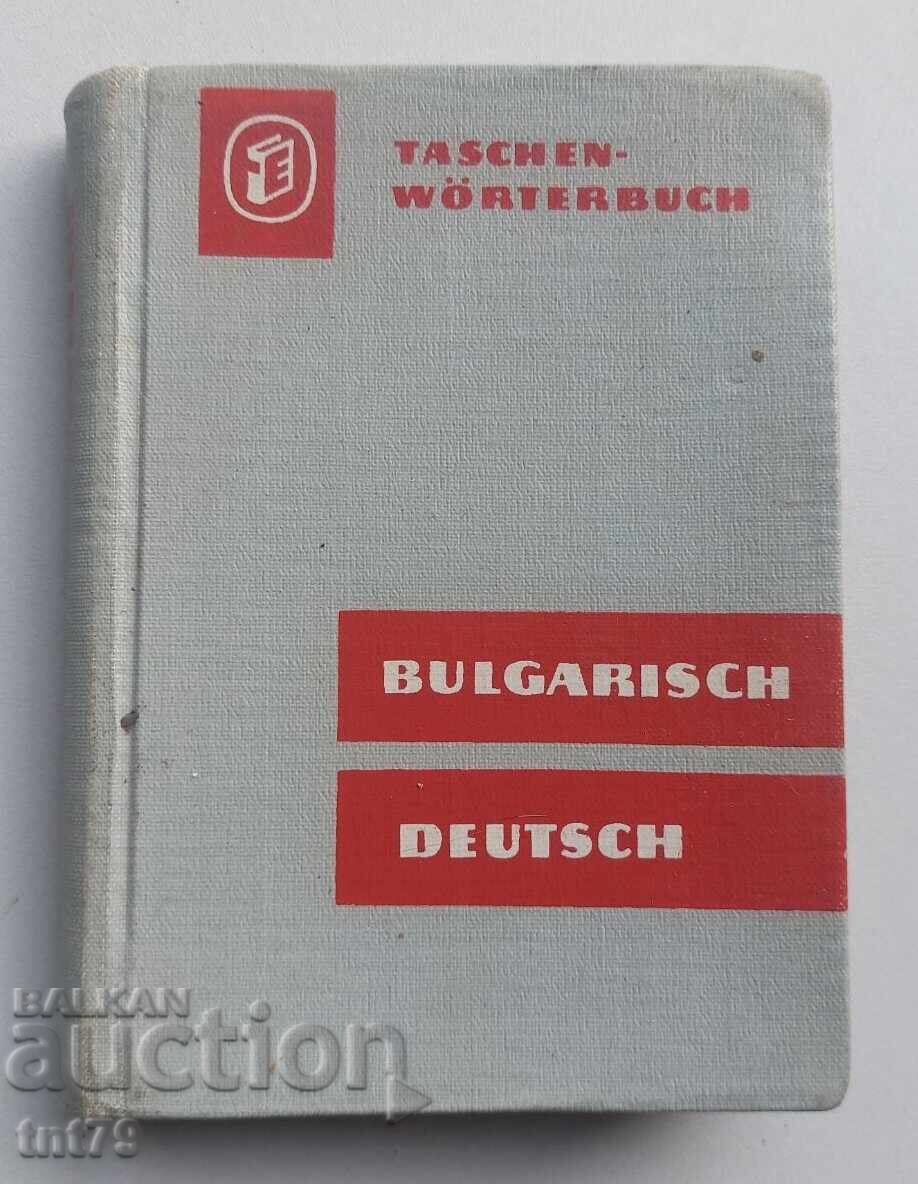 TASCHEN-
WÖRTERBUCH
BULGARISCH
DEUTSCH
BALKAN
auction
tnt79